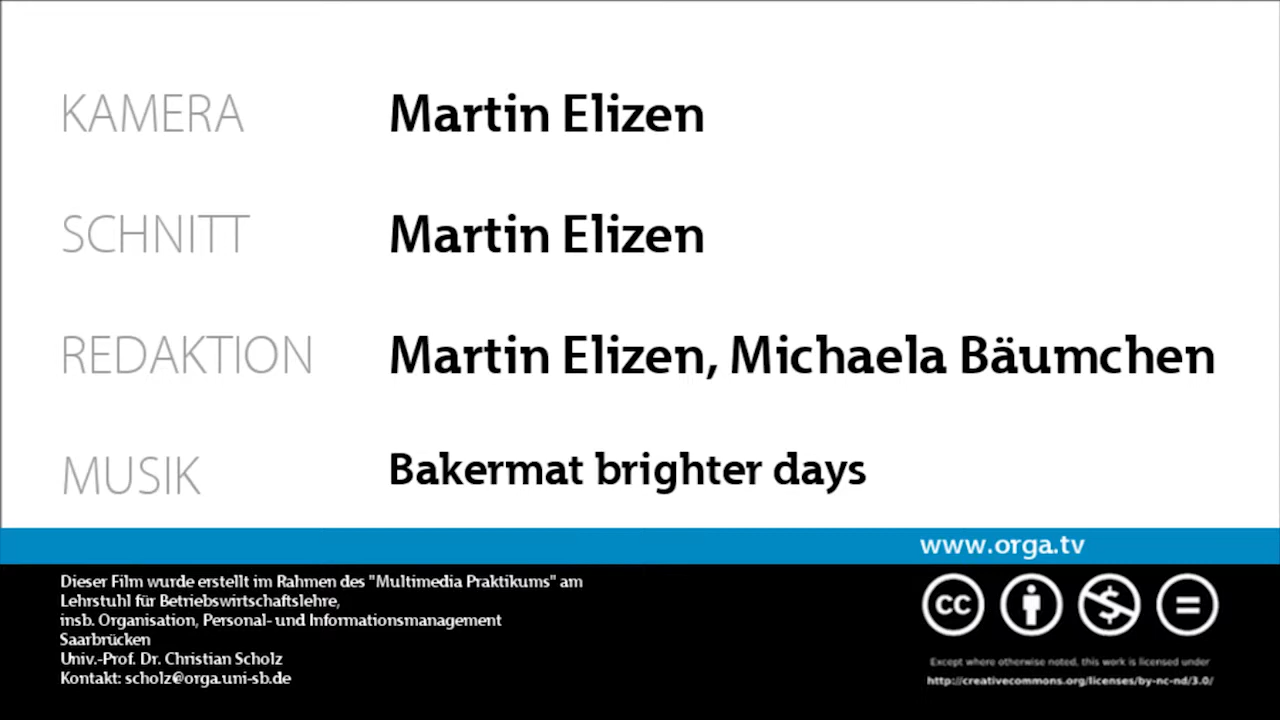 KAMERA Martin Elizen
SCHNITT Martin Elizen
REDAKTION Martin Elizen, Michaela Bäumchen
MUSIK Bakermat brighter days
www.orga.tv
Dieser Film wurde erstellt im Rahmen des "Multimedia Praktikums" am
Lehrstuhl für Betriebswirtschaftslehre,
insb. Organisation, Personal- und Informationsmanagement
Saarbrücken
Univ.-Prof. Dr. Christian Scholz
Kontakt: scholz@orga.uni-sb.de
cc
Except where otherwise noted, this work is licensed under
http://creativecommons.org/licenses/by-nc-nd/3.0/